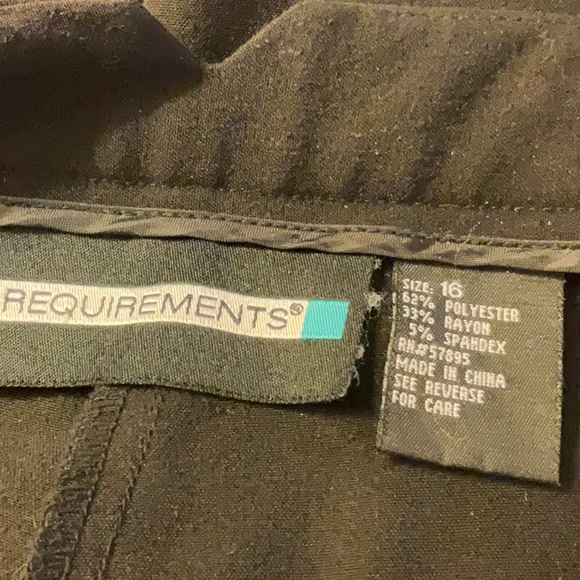 REQUIREMENTS®
SIZE: 16
62% POLYESTER
33% RAYON
5% SPANDEX
RN#57895
MADE IN CHINA
SEE REVERSE
FOR CARE